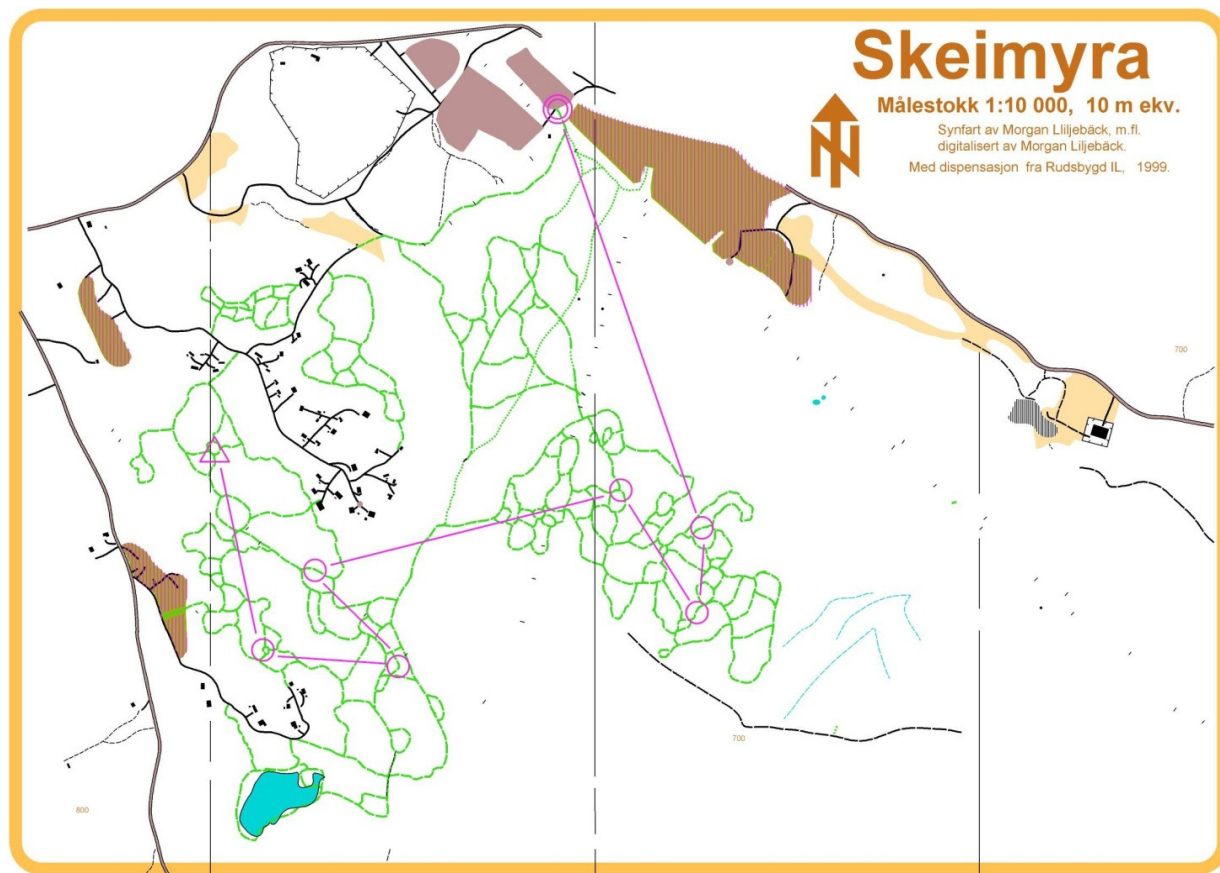 Skeimyra
Målestokk 1:10 000, 10 m ekv.
Synfart av Morgan Lliljebäck, m.fl.
digitalisert av Morgan Liljebäck.
Med dispensasjon fra Rudsbygd IL, 1999.
700
700
800